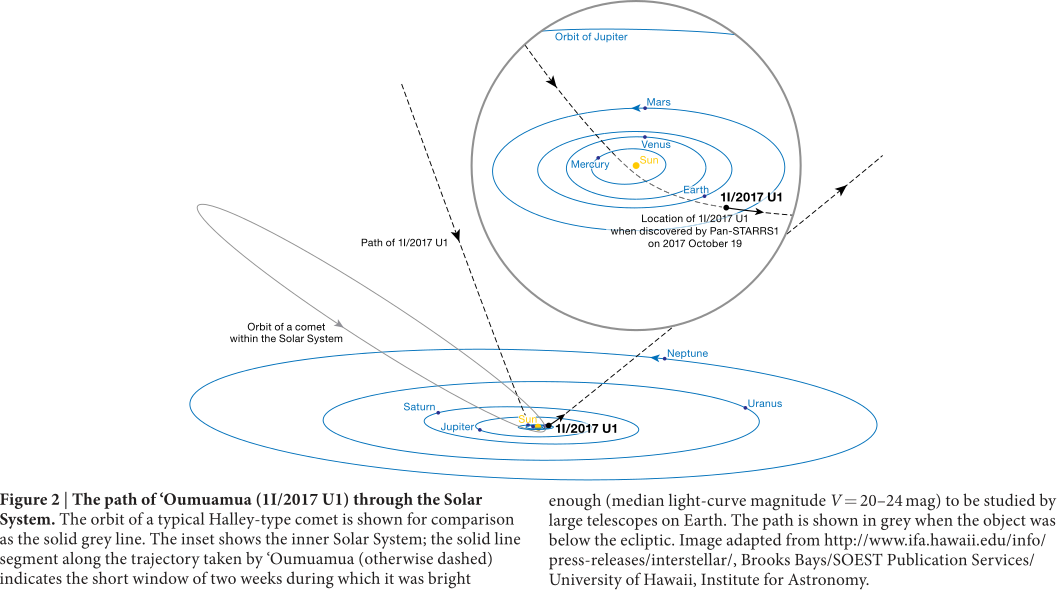 Orbit of Jupiter
Mars
Venus
Sun
Mercury
Earth
1I/2017 U1
Location of 1I/2017 U1
when discovered by Pan-STARRS1
on 2017 October 19
Path of 1I/2017 U1
Orbit of a comet
within the Solar System
Neptune
Saturn
Uranus
Sun
Jupiter
1I/2017 U1
Figure 2 | The path of ‘Oumuamua (1I/2017 U1) through the Solar
System. The orbit of a typical Halley-type comet is shown for comparison
as the solid grey line. The inset shows the inner Solar System; the solid line
segment along the trajectory taken by ‘Oumuamua (otherwise dashed)
indicates the short window of two weeks during which it was bright
enough (median light-curve magnitude V = 20–24 mag) to be studied by
large telescopes on Earth. The path is shown in grey when the object was
below the ecliptic. Image adapted from http://www.ifa.hawaii.edu/info/
press-releases/interstellar/, Brooks Bays/SOEST Publication Services/
University of Hawaii, Institute for Astronomy.